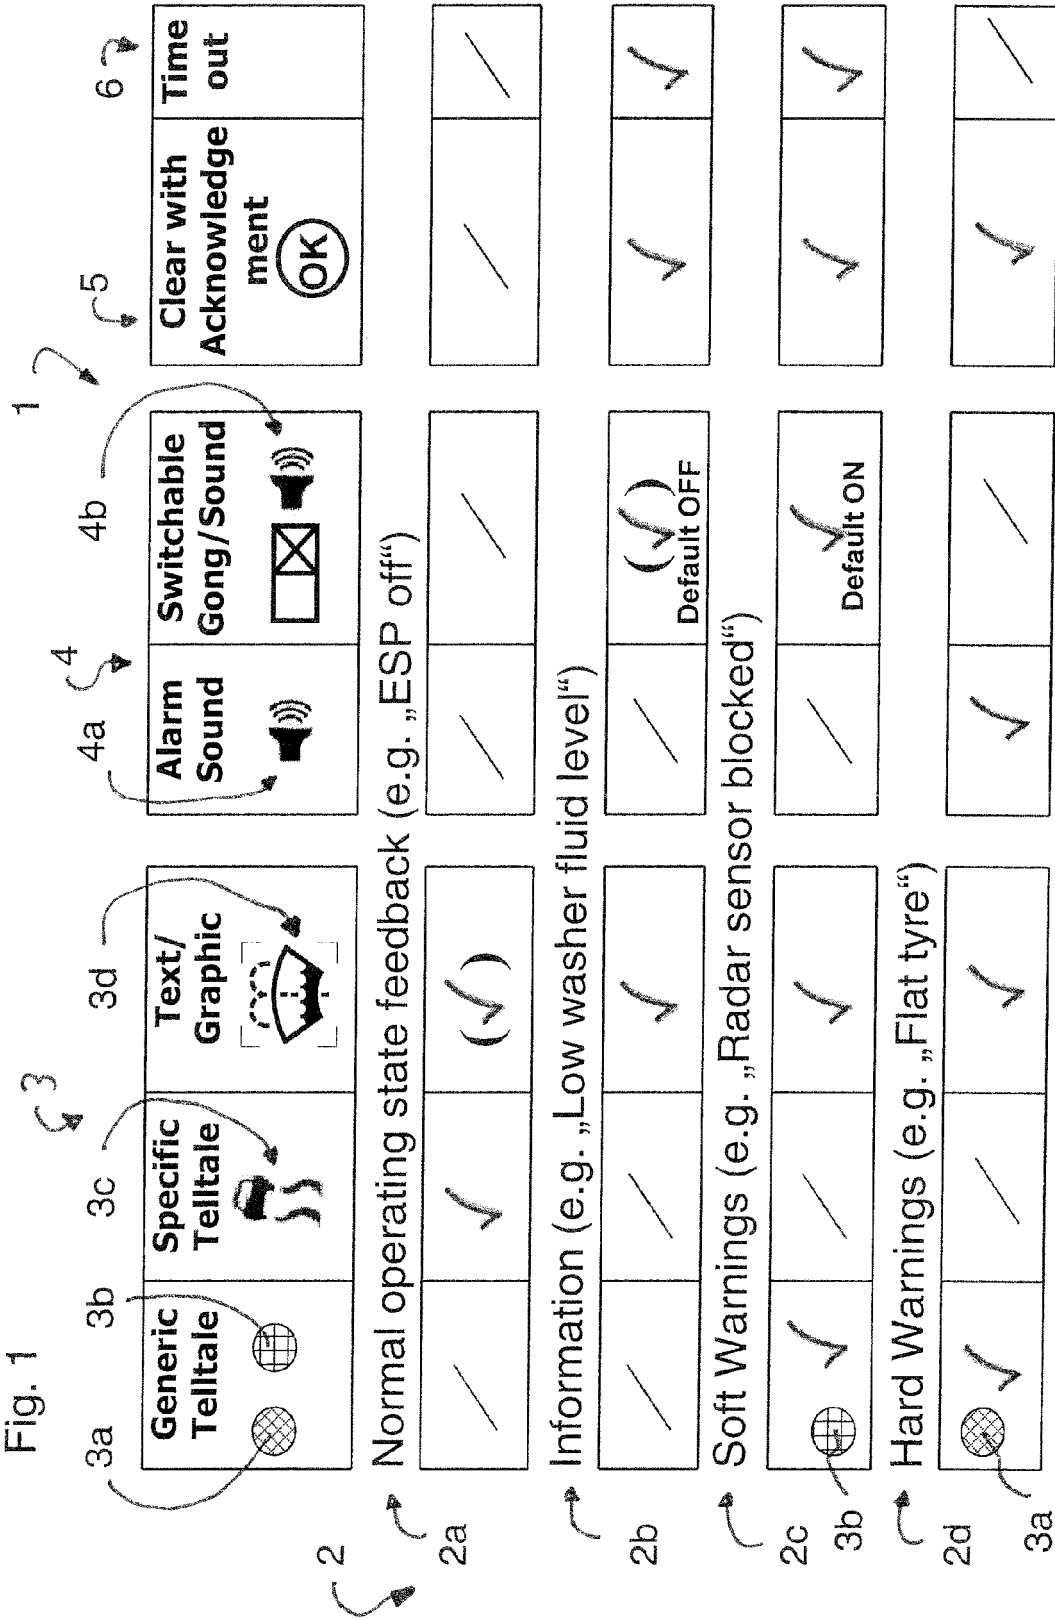 Fig. 1
1
3
3a
3b
3c
3d
4
4a
4b
5
6
Generic
Telltale
Specific
Telltale
Text/
Graphic
Alarm
Sound
Switchable
Gong/Sound
Clear with
Acknowledge
ment
OK
Time
out
2
2a
Normal operating state feedback (e.g. „ESP off“)
( )
2b
Information (e.g. „Low washer fluid level“)
( )
Default OFF
2c
Soft Warnings (e.g. „Radar sensor blocked“)
3b
Default ON
2d
Hard Warnings (e.g. „Flat tyre“)
3a